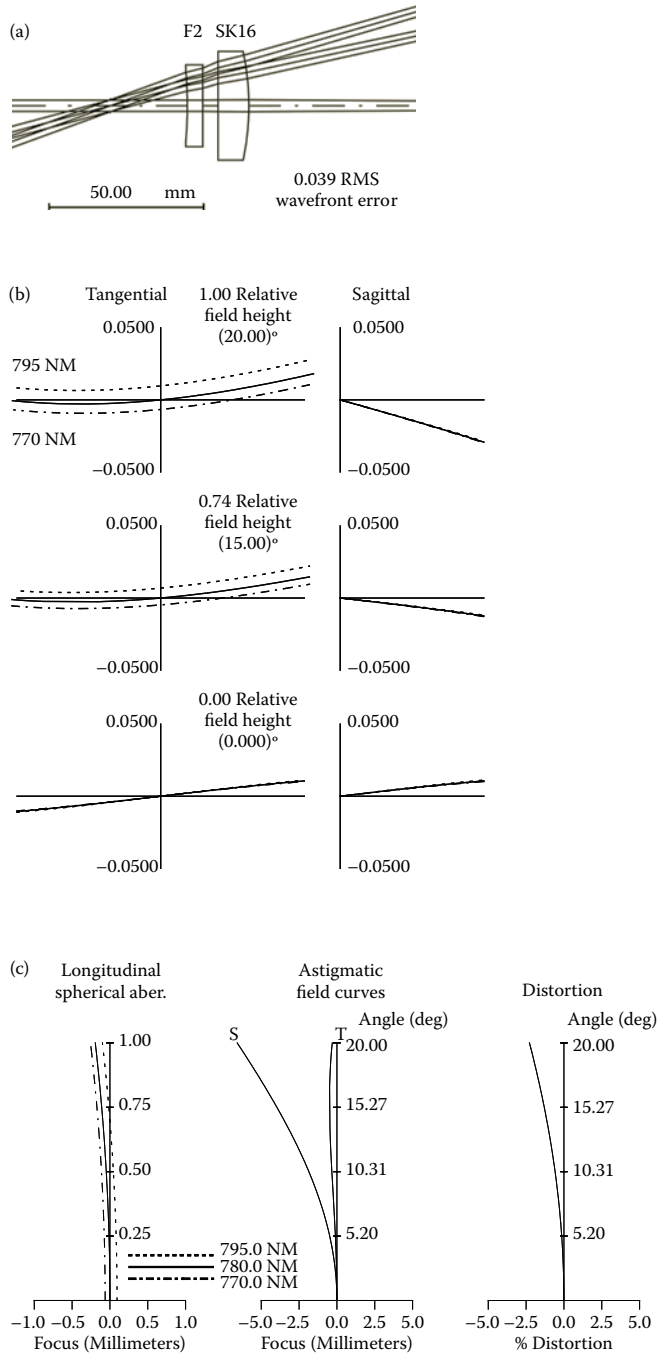 (a)
F2 SK16
50.00 mm
0.039 RMS
wavefront error
(b)
Tangential
1.00 Relative
field height
(20.00)º
Sagittal
0.0500
0.0500
795 NM
770 NM
−0.0500
−0.0500
0.74 Relative
field height
(15.00)º
0.0500
0.0500
−0.0500
−0.0500
0.00 Relative
field height
(0.000)º
0.0500
0.0500
−0.0500
−0.0500
(c)
Longitudinal
spherical aber.
1.00
0.75
0.50
0.25
795.0 NM
780.0 NM
770.0 NM
−1.0 −0.5 0.0 0.5 1.0
Focus (Millimeters)
Astigmatic
field curves
Angle (deg)
S T
20.00
15.27
10.31
5.20
−5.0 −2.5 0.0 2.5 5.0
Focus (Millimeters)
Distortion
Angle (deg)
20.00
15.27
10.31
5.20
−5.0 −2.5 0.0 2.5 5.0
% Distortion